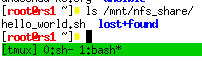 [root@rs1 ~]# ls /mnt/nfs_share/
hello_world.sh  lost+found
[root@rs1 ~]#
[tmux] 0:sh- 1:bash*